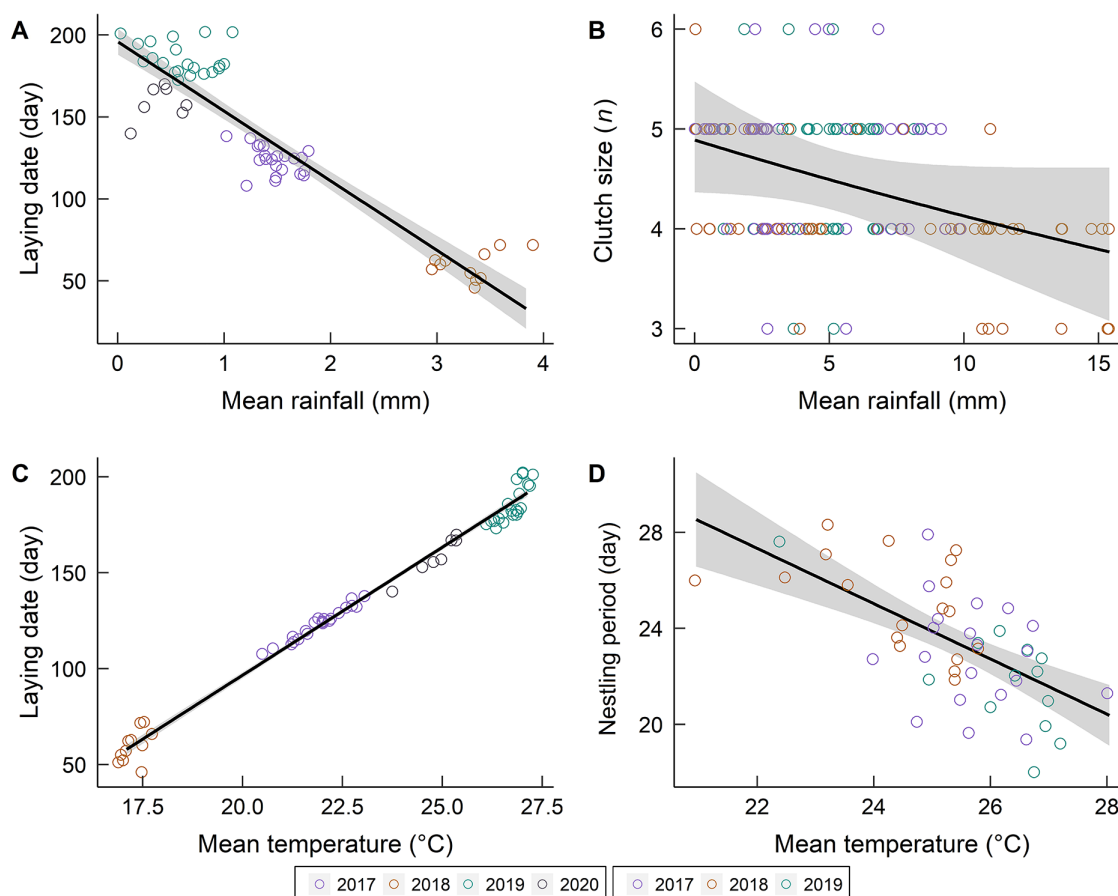 A
Laying date (day)
200
150
100
50
0
1
2
3
4
Mean rainfall (mm)
B
Clutch size (n)
6
5
4
3
0
5
10
15
Mean rainfall (mm)
C
Laying date (day)
200
150
100
50
17.5
20.0
22.5
25.0
27.5
Mean temperature (°C)
D
Nestling period (day)
28
24
20
22
24
26
28
Mean temperature (°C)
2017 2018 2019 2020
2017 2018 2019